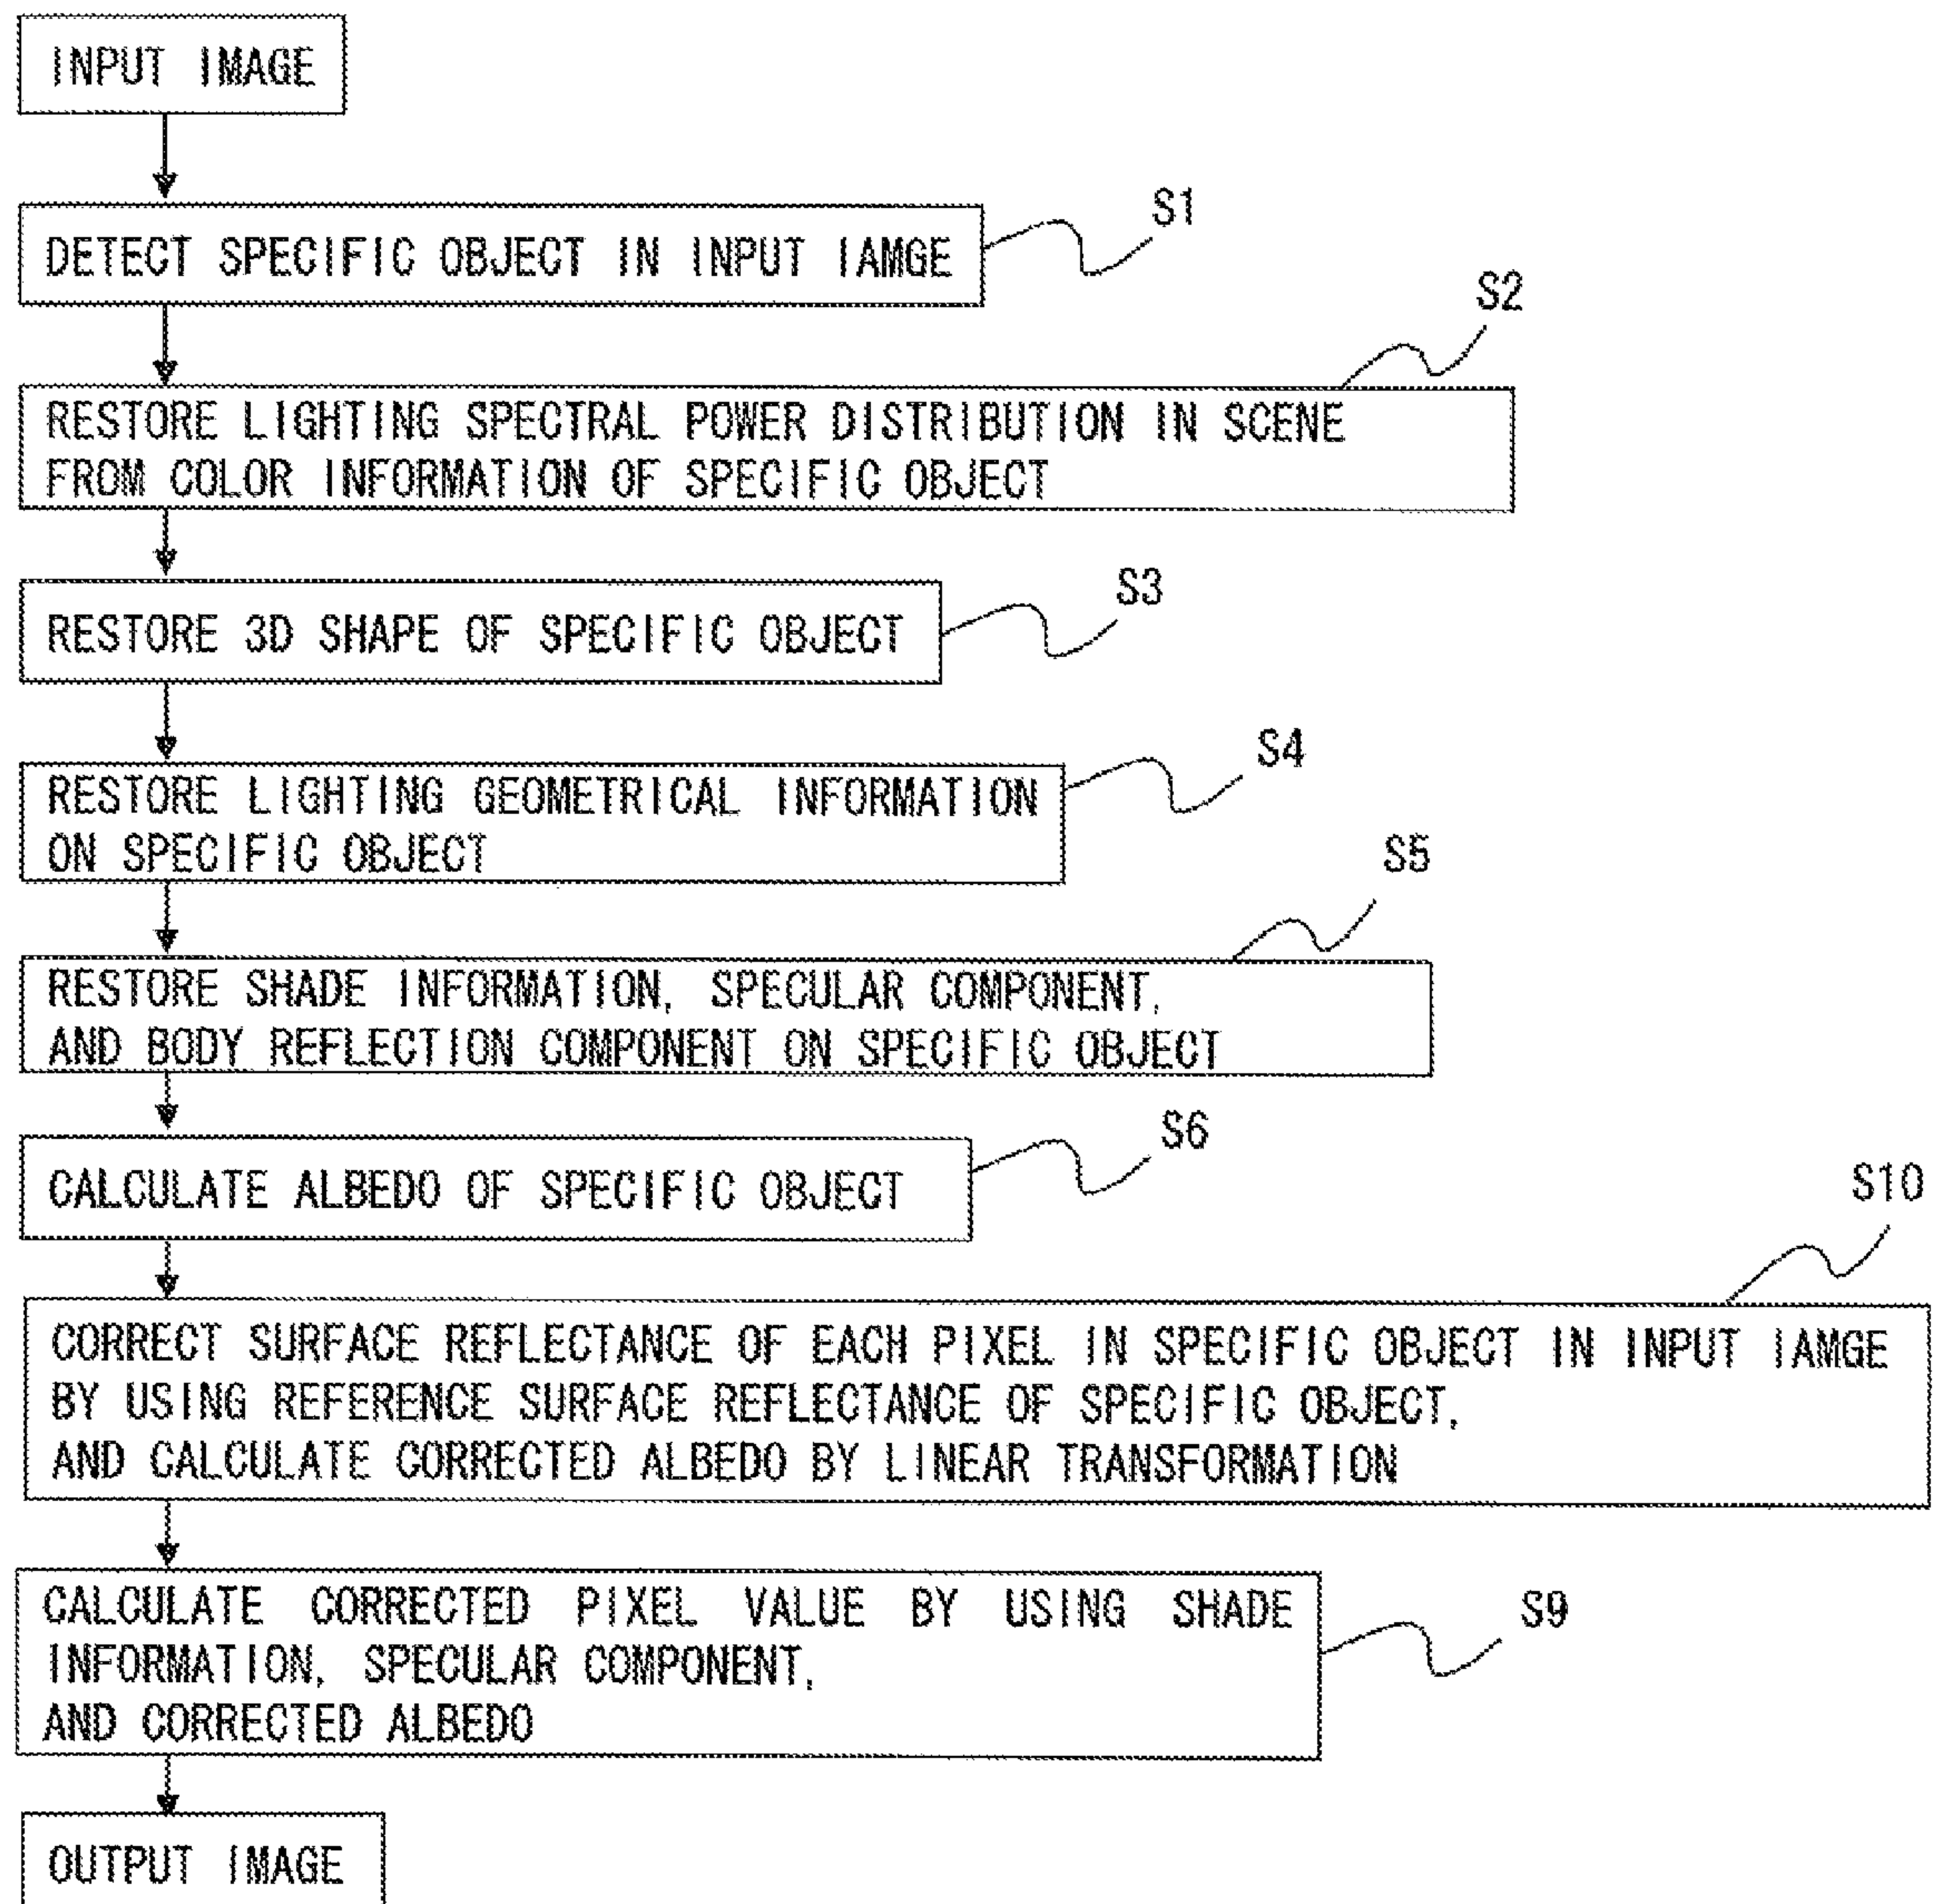 INPUT IMAGE
S1
DETECT SPECIFIC OBJECT IN INPUT IAMGE
S2
RESTORE LIGHTING SPECTRAL POWER DISTRIBUTION IN SCENE
FROM COLOR INFORMATION OF SPECIFIC OBJECT
S3
RESTORE 3D SHAPE OF SPECIFIC OBJECT
S4
RESTORE LIGHTING GEOMETRICAL INFORMATION
ON SPECIFIC OBJECT
S5
RESTORE SHADE INFORMATION, SPECULAR COMPONENT,
AND BODY REFLECTION COMPONENT ON SPECIFIC OBJECT
S6
CALCULATE ALBEDO OF SPECIFIC OBJECT
S10
CORRECT SURFACE REFLECTANCE OF EACH PIXEL IN SPECIFIC OBJECT IN INPUT IAMGE
BY USING REFERENCE SURFACE REFLECTANCE OF SPECIFIC OBJECT,
AND CALCULATE CORRECTED ALBEDO BY LINEAR TRANSFORMATION
CALCULATE CORRECTED PIXEL VALUE BY USING SHADE
S9
INFORMATION, SPECULAR COMPONENT,
AND CORRECTED ALBEDO
OUTPUT IMAGE